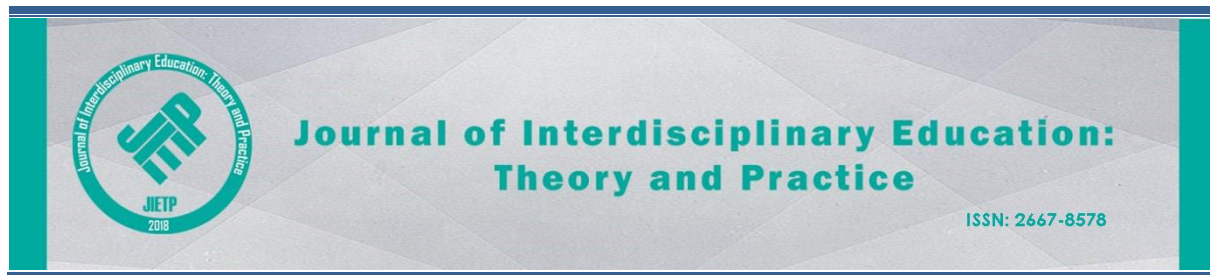 Journal of Interdisciplinary Education: Theory and Practice
JIETP
JIETP
2018
Journal of Interdisciplinary Education:
Theory and Practice
ISSN: 2667-8578